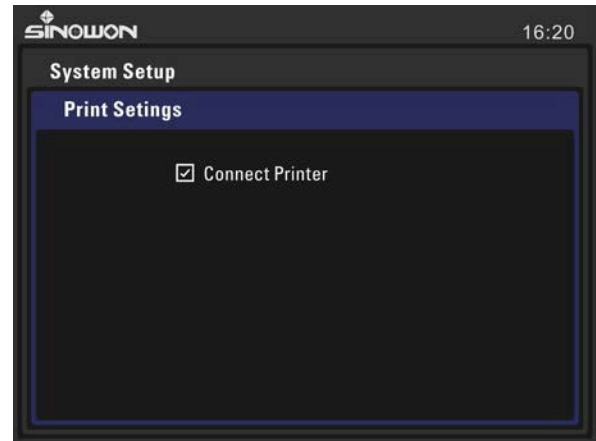 SINOWON
16:20
System Setup
Print Setings
Connect Printer